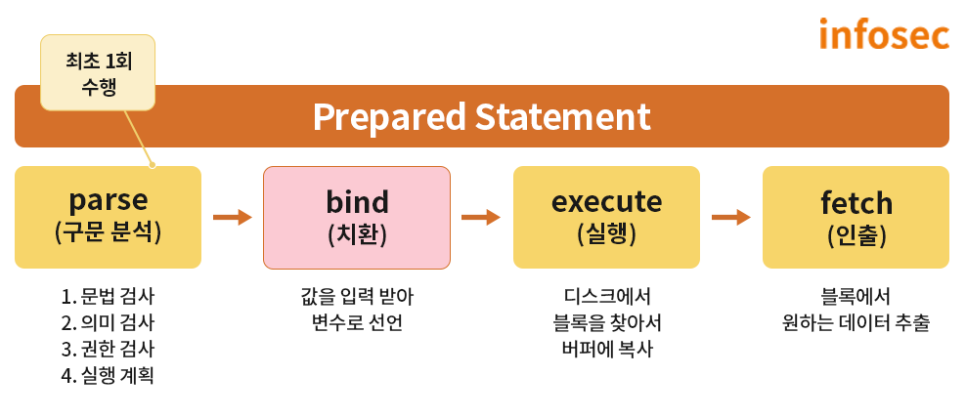 infosec
최초 1회
수행
Prepared Statement
parse
(구문 분석)
1. 문법 검사
2. 의미 검사
3. 권한 검사
4. 실행 계획
bind
(치환)
값을 입력 받아
변수로 선언
execute
(실행)
디스크에서
블록을 찾아서
버퍼에 복사
fetch
(인출)
블록에서
원하는 데이터 추출